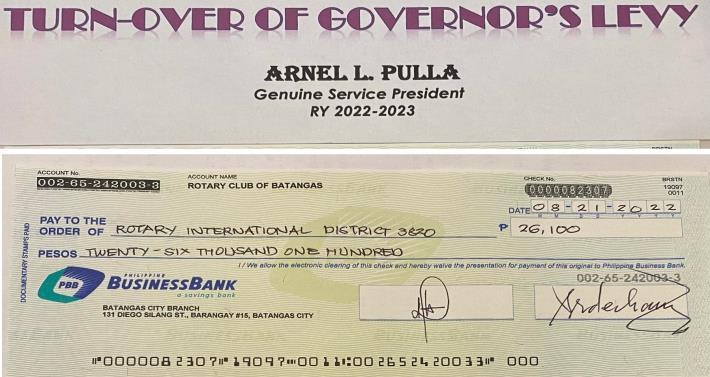 TURN-OVER OF GOVERNOR'S LEVY
ARNEL L. PULLA
Genuine Service President
RY 2022-2023
ACCOUNT No.
002-65-242003-3
ACCOUNT NAME
ROTARY CLUB OF BATANGAS
CHECK No.
0000082307
BRSTN
19097
0011
DATE 08-21-2022
PAY TO THE
ORDER OF ROTARY INTERNATIONAL DISTRICT 3820
₱ 26,100
PESOS TWENTY-SIX THOUSAND ONE HUNDRED
I / We allow the electronic clearing of this check and hereby waive the presentation for payment of this original to Philippine Business Bank.
DOCUMENTARY STAMPS PAID
PBB
PHILIPPINE
BUSINESSBANK
a savings bank
002-65-242003-3
BATANGAS CITY BRANCH
131 DIEGO SILANG ST., BARANGAY #15, BATANGAS CITY
⑈0000082307⑈ 19097⑉0011⑆002652420033⑈ 000